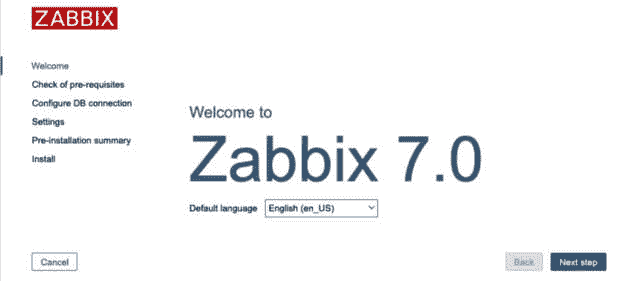 ZABBIX
Welcome
Check of pre-requisites
Configure DB connection
Settings
Pre-installation summary
Install
Welcome to
Zabbix 7.0
Default language English (en_US)
Cancel
Back Next step